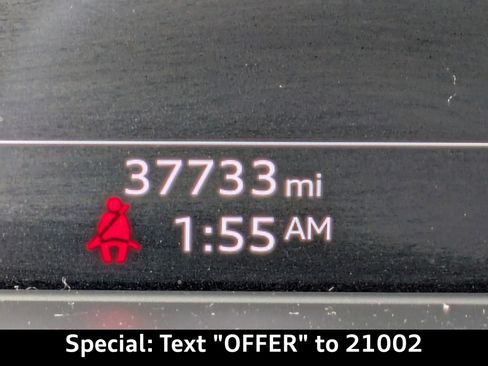 37733 mi
1:55 AM
Special: Text "OFFER" to 21002